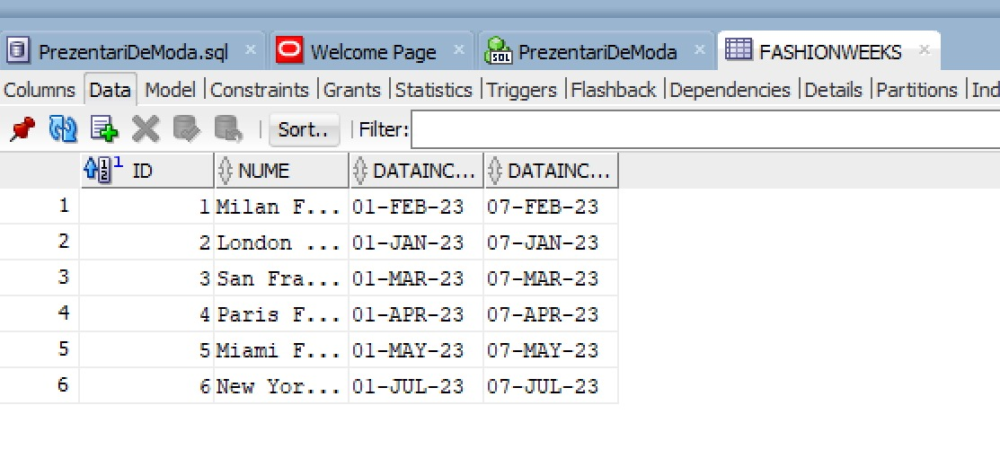 PrezentariDeModa.sql Welcome Page PrezentariDeModa FASHIONWEEKS
Columns Data Model Constraints Grants Statistics Triggers Flashback Dependencies Details Partitions Ind
Sort.. Filter:
ID NUME DATAINC... DATAINC...
1 1 Milan F... 01-FEB-23 07-FEB-23
2 2 London ... 01-JAN-23 07-JAN-23
3 3 San Fra... 01-MAR-23 07-MAR-23
4 4 Paris F... 01-APR-23 07-APR-23
5 5 Miami F... 01-MAY-23 07-MAY-23
6 6 New Yor... 01-JUL-23 07-JUL-23